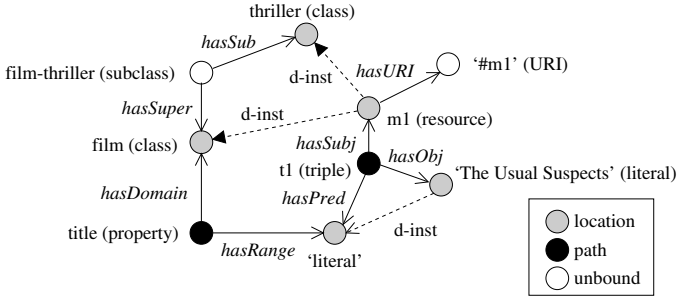 thriller (class)
hasSub
film-thriller (subclass)
d-inst
hasURI
'#m1' (URI)
hasSuper
d-inst
m1 (resource)
film (class)
hasSubj
hasObj
t1 (triple)
'The Usual Suspects' (literal)
hasDomain
hasPred
title (property)
d-inst
hasRange
'literal'
location
path
unbound